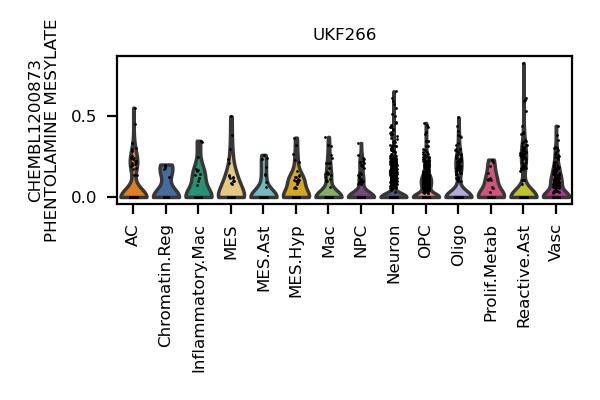 UKF266
CHEMBL1200873
PHENTOLAMINE MESYLATE
0.5
0.0
AC
Chromatin.Reg
Inflammatory.Mac
MES
MES.Ast
MES.Hyp
Mac
NPC
Neuron
OPC
Oligo
Prolif.Metab
Reactive.Ast
Vasc